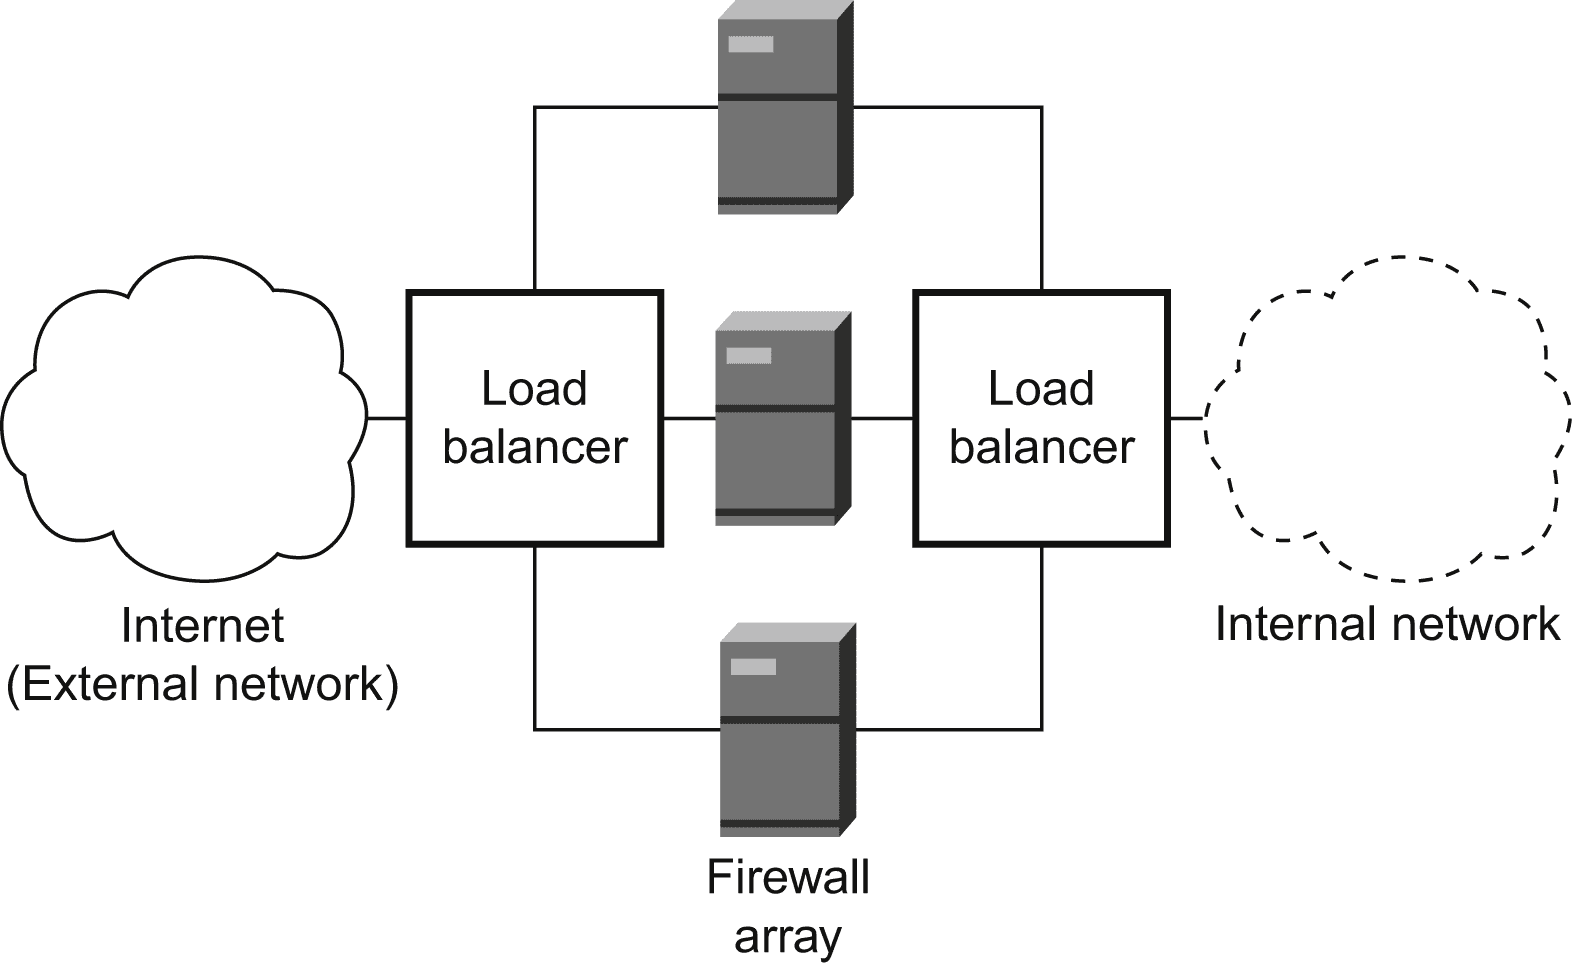 Load
balancer
Load
balancer
Internet
(External network)
Internal network
Firewall
array